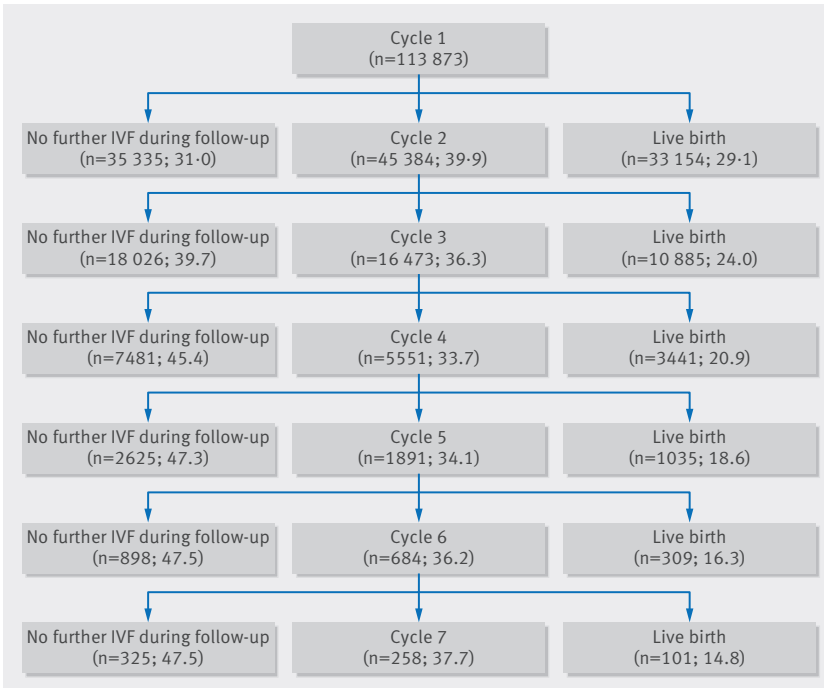 Cycle 1
(n=113 873)
No further IVF during follow-up
(n=35 335; 31·0)
Cycle 2
(n=45 384; 39·9)
Live birth
(n=33 154; 29·1)
No further IVF during follow-up
(n=18 026; 39.7)
Cycle 3
(n=16 473; 36.3)
Live birth
(n=10 885; 24.0)
No further IVF during follow-up
(n=7481; 45.4)
Cycle 4
(n=5551; 33.7)
Live birth
(n=3441; 20.9)
No further IVF during follow-up
(n=2625; 47.3)
Cycle 5
(n=1891; 34.1)
Live birth
(n=1035; 18.6)
No further IVF during follow-up
(n=898; 47.5)
Cycle 6
(n=684; 36.2)
Live birth
(n=309; 16.3)
No further IVF during follow-up
(n=325; 47.5)
Cycle 7
(n=258; 37.7)
Live birth
(n=101; 14.8)